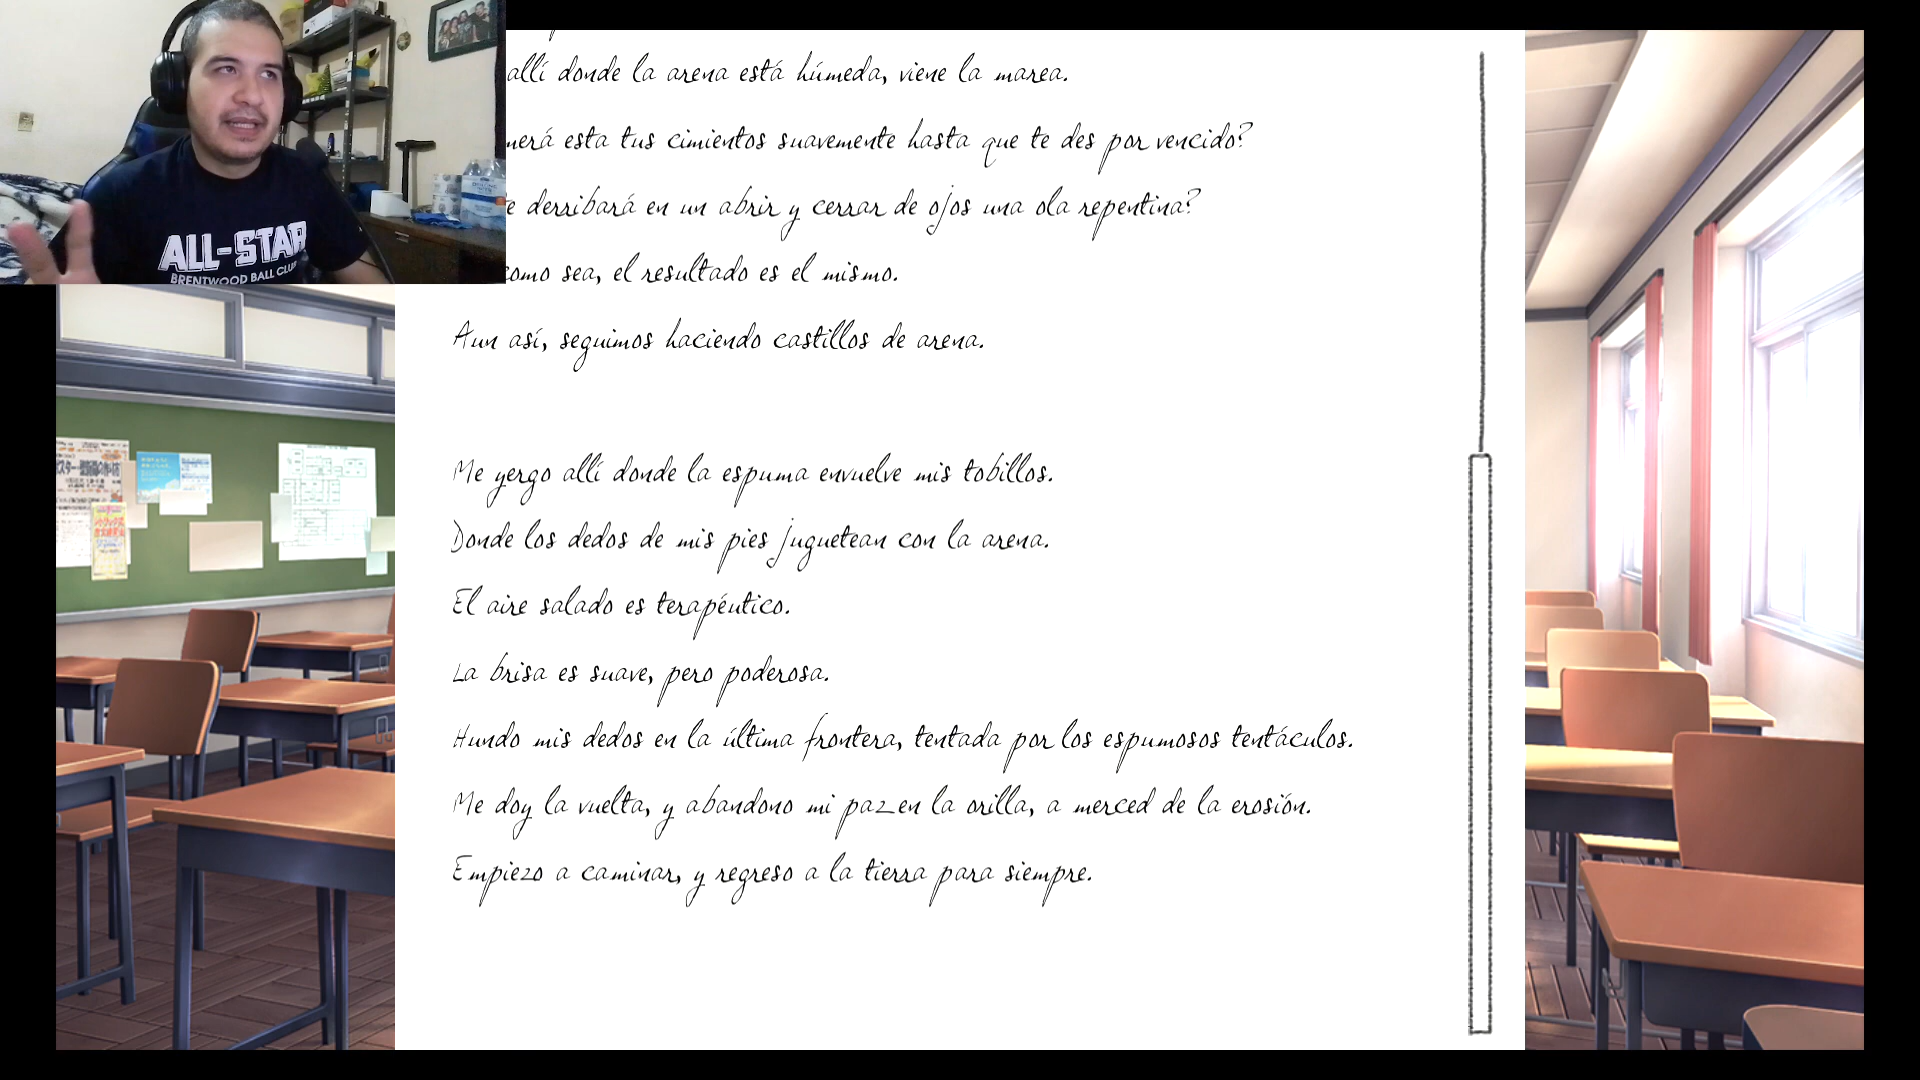 allí donde la arena está húmeda, viene la marea.
esta tus cimientos suavemente hasta que te des por vencido?
derribará en un abrir y cerrar de ojos una ola repentina?
como sea, el resultado es el mismo.
Aun así, seguimos haciendo castillos de arena.
Me yergo allí donde la espuma envuelve mis tobillos.
Donde los dedos de mis pies juguetean con la arena.
El aire salado es terapéutico.
La brisa es suave, pero poderosa.
Hundo mis dedos en la última frontera, tentada por los espumosos tentáculos.
Me doy la vuelta, y abandono mi paz en la orilla, a merced de la erosión.
Empiezo a caminar, y regreso a la tierra para siempre.
ALL-STAR
BRENTWOOD BALL CLUB